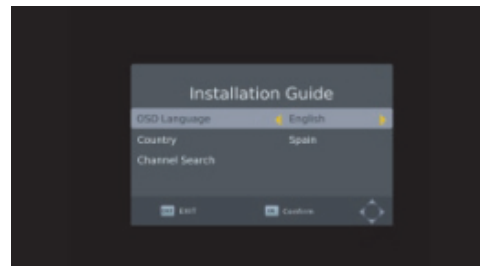 Installation Guide
OSD Language English
Country Spain
Channel Search
EXIT Confirm